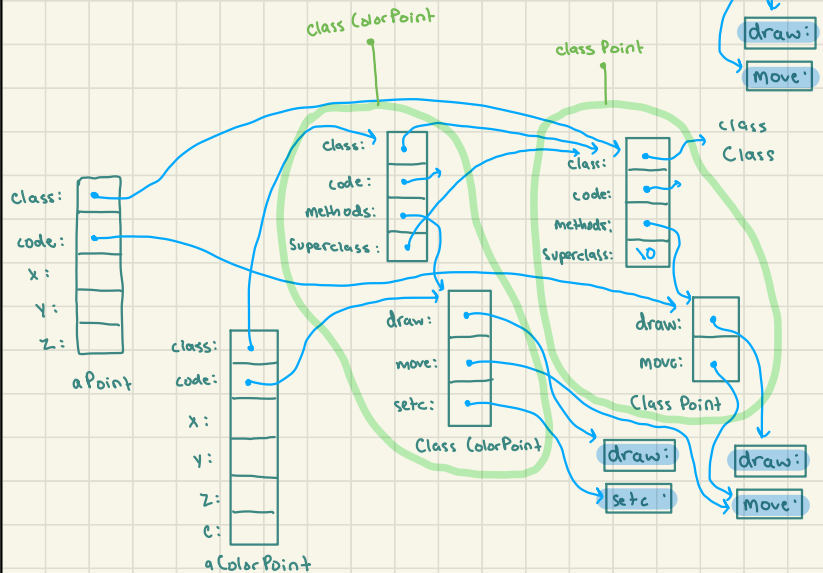 class ColorPoint
class Point
draw:
move:
class:
code:
X:
Y:
Z:
aPoint
class:
code:
X:
Y:
Z:
C:
aColorPoint
class:
code:
methods:
Superclass:
draw:
move:
setc:
Class ColorPoint
class:
code:
methods:
Superclass: \0
class
Class
draw:
move:
Class Point
draw:
setc:
draw:
move: